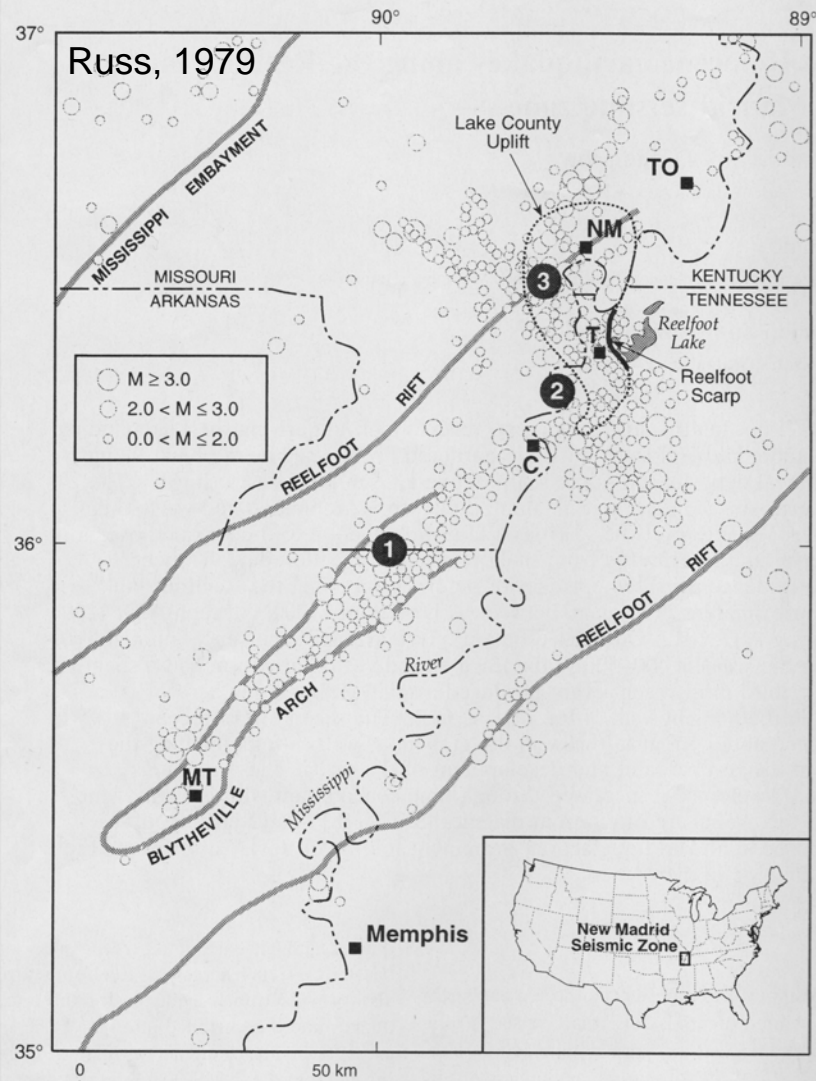 90°
89°
37°
Russ, 1979
Lake County
Uplift
TO
MISSISSIPPI EMBAYMENT
NM
MISSOURI
ARKANSAS
3
KENTUCKY
TENNESSEE
Reelfoot
Lake
T
M ≥ 3.0
2.0 < M ≤ 3.0
0.0 < M ≤ 2.0
Reelfoot
Scarp
2
REELFOOT RIFT
C
36°
1
REELFOOT RIFT
River
BLYTHEVILLE ARCH
MT
Mississippi
Memphis
New Madrid
Seismic Zone
35°
0 50 km